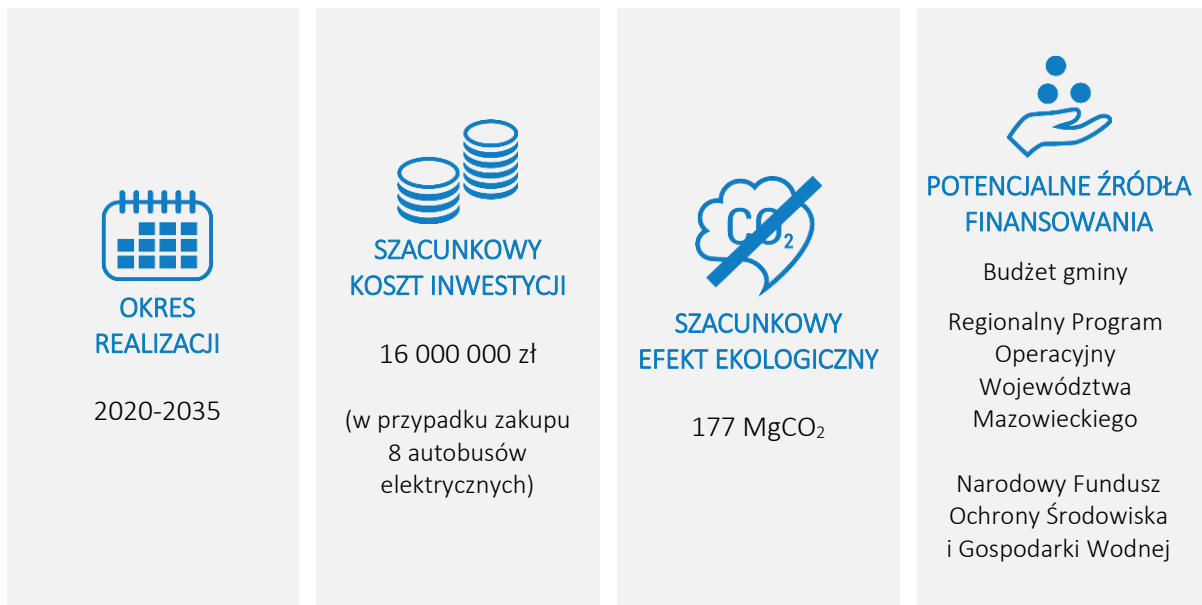 OKRES
REALIZACJI
2020-2035
SZACUNKOWY
KOSZT INWESTYCJI
16 000 000 zł
(w przypadku zakupu
8 autobusów
elektrycznych)
CO₂
SZACUNKOWY
EFEKT EKOLOGICZNY
177 MgCO₂
POTENCJALNE ŹRÓDŁA
FINANSOWANIA
Budżet gminy
Regionalny Program
Operacyjny
Województwa
Mazowieckiego
Narodowy Fundusz
Ochrony Środowiska
i Gospodarki Wodnej